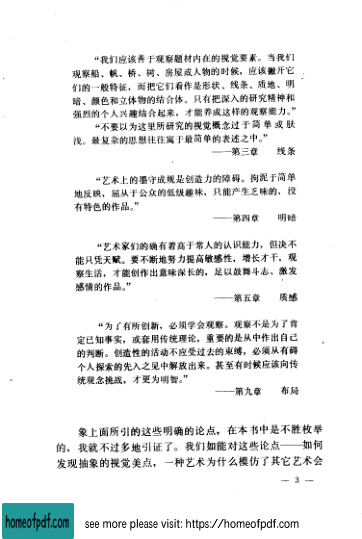 “我们应该善于观察题材内在的视觉要素。当我们
观察船、帆、桥、树、房屋或人物的时候，应该撇开它
们的一般特征，而把它们看作是形状、线条、质地、明
暗、颜色和立体物的结合体。只有把深入的研究精神和
强烈的个人兴趣结合起来，才能养成这样的观察能力。”
“不要以为这里所研究的视觉概念过于简单或肤
浅。最复杂的思想往往寓于最简单的表述之中。”
——第三章 线条
“艺术上的墨守成规是创造力的障碍。拘泥于简单
地反映，屈从于公众的低级趣味，只能产生乏味的，没
有特色的作品。”
——第四章 明暗
“艺术家们的确有着高于常人的认识能力，但决不
能只凭天赋。要不断地努力提高敏感性，增长才干，观
察生活，才能创作出意味深长的，足以鼓舞斗志、激发
感情的作品。”
——第五章 质感
“为了有所创新，必须学会观察。观察不是为了肯
定已知事实，或套用传统理论，重要的是从中作出自己
的判断。创造性的活动不应受过去的束缚，必须从有碍
个人探索的先入之见中解放出来。甚至有时候应该向传
统观念挑战，才更为明智。”
——第九章 布局
象上面所引的这些明确的论点，在本书中是不胜枚举
的，我就不过多地引证了。我们如能对这些论点——如何
发现抽象的视觉美点，一种艺术为什么模仿了其它艺术会
— 3 —
homeofpdf.com
see more please visit: https://homeofpdf.com